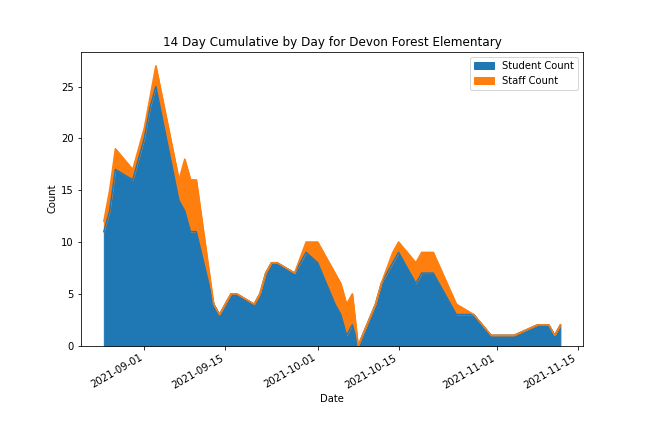 14 Day Cumulative by Day for Devon Forest Elementary
Student Count
Staff Count
25
20
15
10
5
0
Count
2021-09-01
2021-09-15
2021-10-01
2021-10-15
2021-11-01
2021-11-15
Date